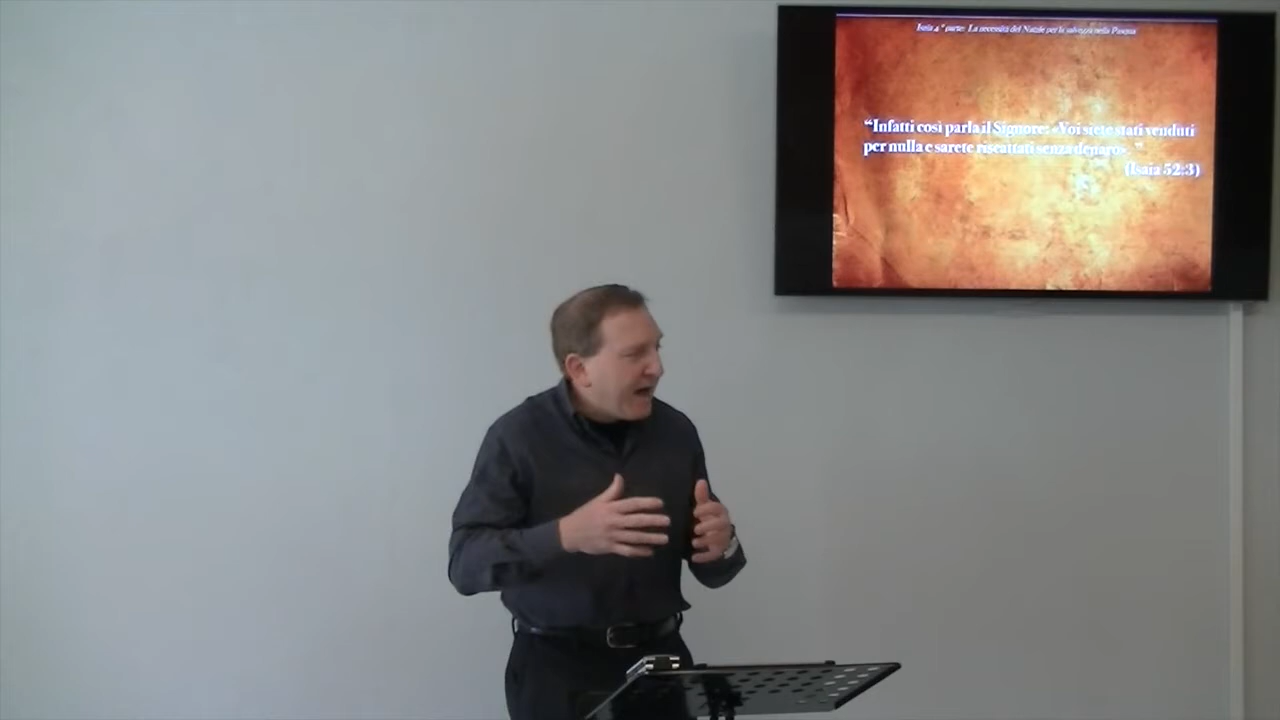 Isaia 4ª parte: La necessità del Natale per la salvezza nella Pasqua
“Infatti così parla il Signore: «Voi siete stati venduti
per nulla e sarete riscattati senza denaro».”
(Isaia 52:3)